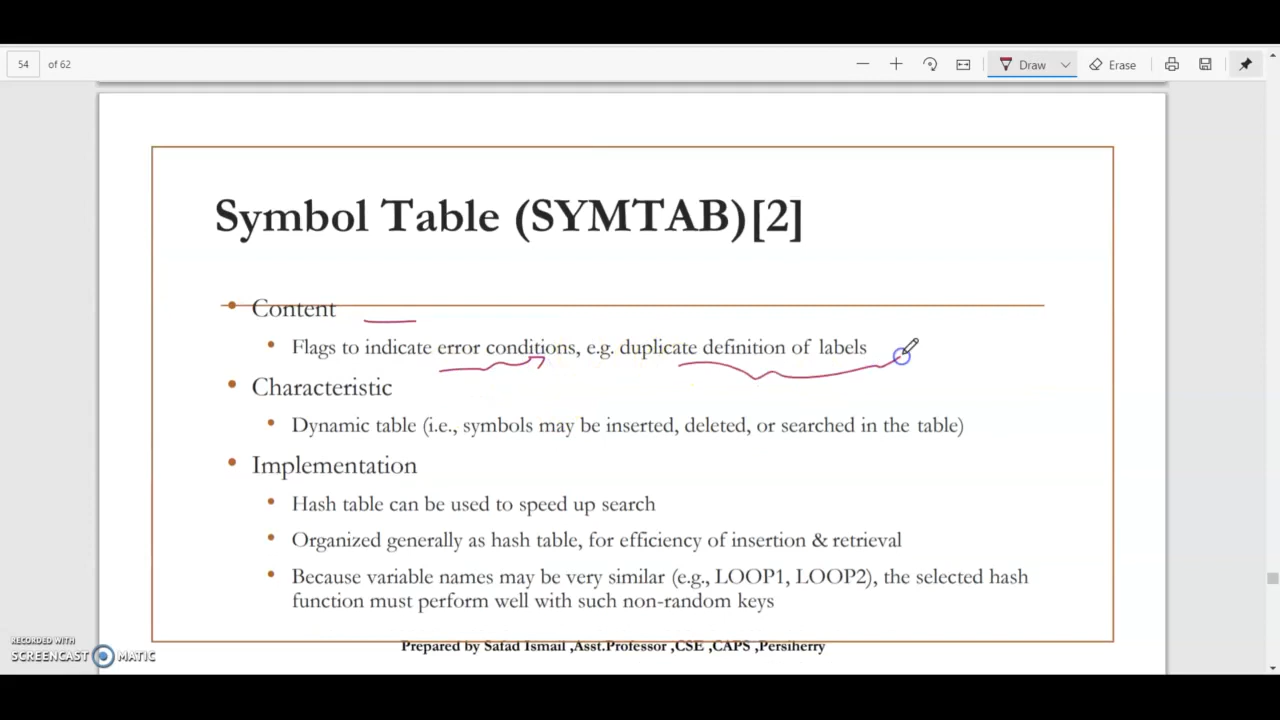 54 of 62
Draw
Erase
Symbol Table (SYMTAB)[2]
• Content
• Flags to indicate error conditions, e.g. duplicate definition of labels
• Characteristic
• Dynamic table (i.e., symbols may be inserted, deleted, or searched in the table)
• Implementation
• Hash table can be used to speed up search
• Organized generally as hash table, for efficiency of insertion & retrieval
• Because variable names may be very similar (e.g., LOOP1, LOOP2), the selected hash
function must perform well with such non-random keys
Prepared by Safad Ismail ,Asst.Professor ,CSE ,CAPS ,Persiherry
RECORDED WITH
SCREENCAST MATIC